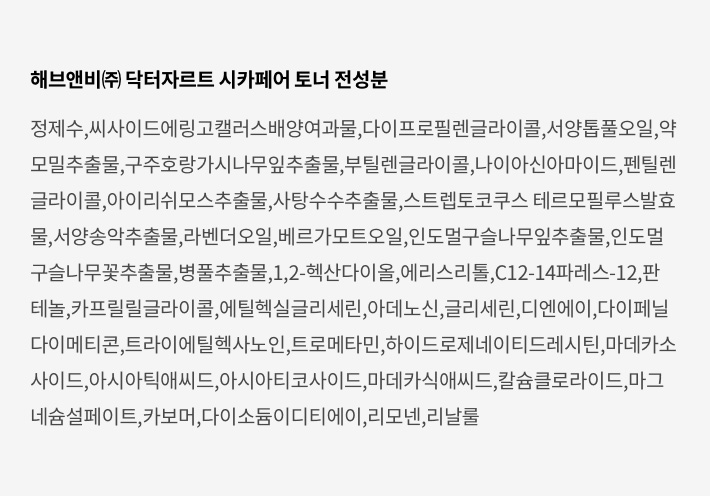 해브앤비㈜ 닥터자르트 시카페어 토너 전성분
정제수,씨사이드에링고캘러스배양여과물,다이프로필렌글라이콜,서양톱풀오일,약
모밀추출물,구주호랑가시나무잎추출물,부틸렌글라이콜,나이아신아마이드,펜틸렌
글라이콜,아이리쉬모스추출물,사탕수수추출물,스트렙토코쿠스 테르모필루스발효
물,서양송악추출물,라벤더오일,베르가모트오일,인도멀구슬나무잎추출물,인도멀
구슬나무꽃추출물,병풀추출물,1,2-헥산다이올,에리스리톨,C12-14파레스-12,판
테놀,카프릴릴글라이콜,에틸헥실글리세린,아데노신,글리세린,디엔에이,다이페닐
다이메티콘,트라이에틸헥사노인,트로메타민,하이드로제네이티드레시틴,마데카소
사이드,아시아틱애씨드,아시아티코사이드,마데카식애씨드,칼슘클로라이드,마그
네슘설페이트,카보머,다이소듐이디티에이,리모넨,리날룰